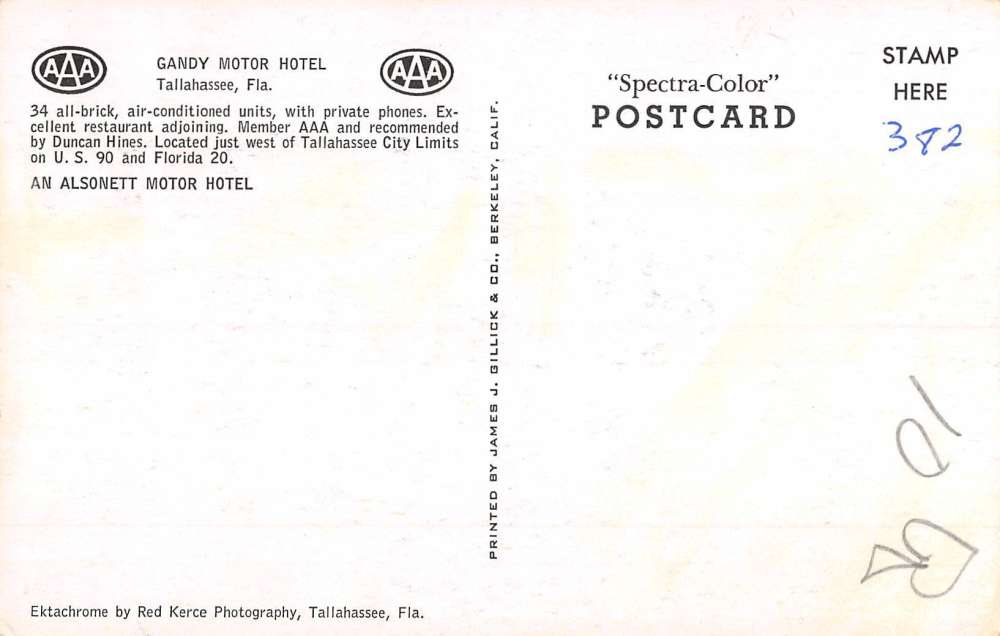 AAA
GANDY MOTOR HOTEL
Tallahassee, Fla.
AAA
34 all-brick, air-conditioned units, with private phones. Ex-
cellent restaurant adjoining. Member AAA and recommended
by Duncan Hines. Located just west of Tallahassee City Limits
on U. S. 90 and Florida 20.
AN ALSONETT MOTOR HOTEL
Ektachrome by Red Kerce Photography, Tallahassee, Fla.
PRINTED BY JAMES J. GILLICK & CO., BERKELEY, CALIF.
"Spectra-Color"
POSTCARD
STAMP
HERE
382